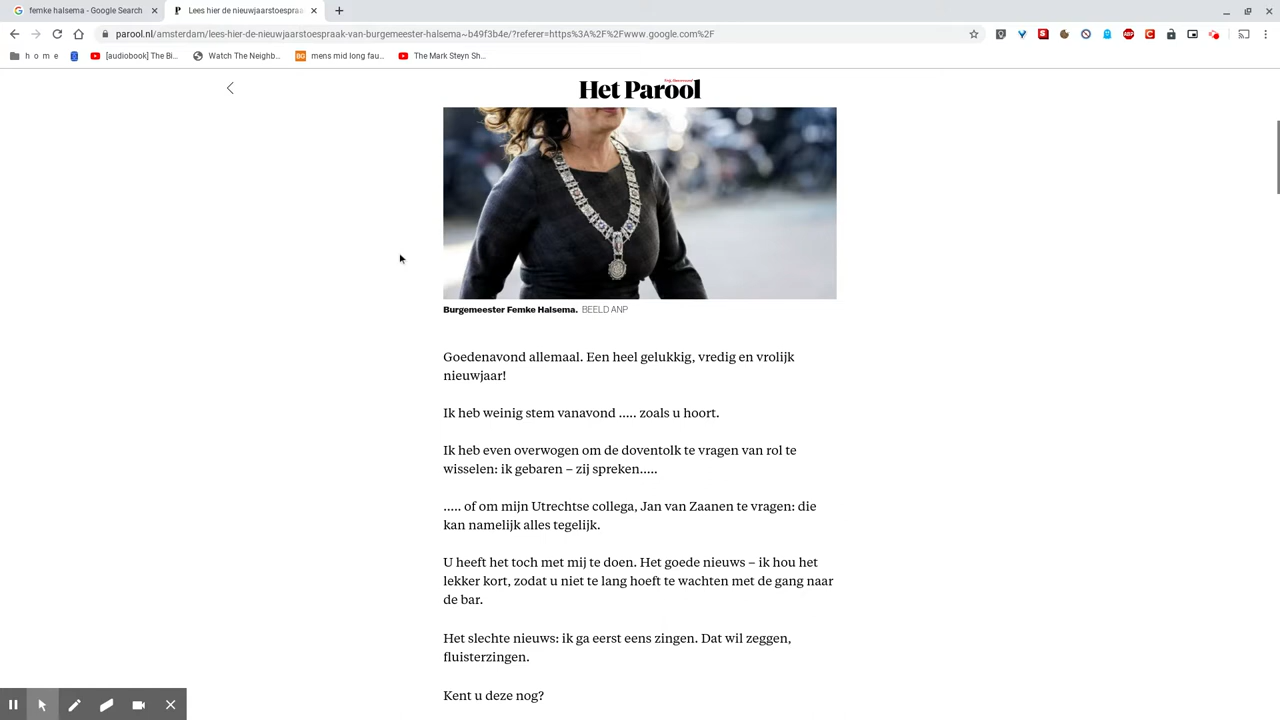 femke halsema - Google Search
Lees hier de nieuwjaarstoespra
parool.nl/amsterdam/lees-hier-de-nieuwjaarstoespraak-van-burgemeester-halsema~b49f3b4e/?referer=https%3A%2F%2Fwww.google.com%2F
h o m e
[audiobook] The Bi...
Watch The Neighb...
BG
mens mid long fau...
The Mark Steyn Sh...
Het Parool
Burgemeester Femke Halsema. BEELD ANP
Goedenavond allemaal. Een heel gelukkig, vredig en vrolijk
nieuwjaar!
Ik heb weinig stem vanavond ..... zoals u hoort.
Ik heb even overwogen om de doventolk te vragen van rol te
wisselen: ik gebaren – zij spreken.....
..... of om mijn Utrechtse collega, Jan van Zaanen te vragen: die
kan namelijk alles tegelijk.
U heeft het toch met mij te doen. Het goede nieuws – ik hou het
lekker kort, zodat u niet te lang hoeft te wachten met de gang naar
de bar.
Het slechte nieuws: ik ga eerst eens zingen. Dat wil zeggen,
fluisterzingen.
Kent u deze nog?